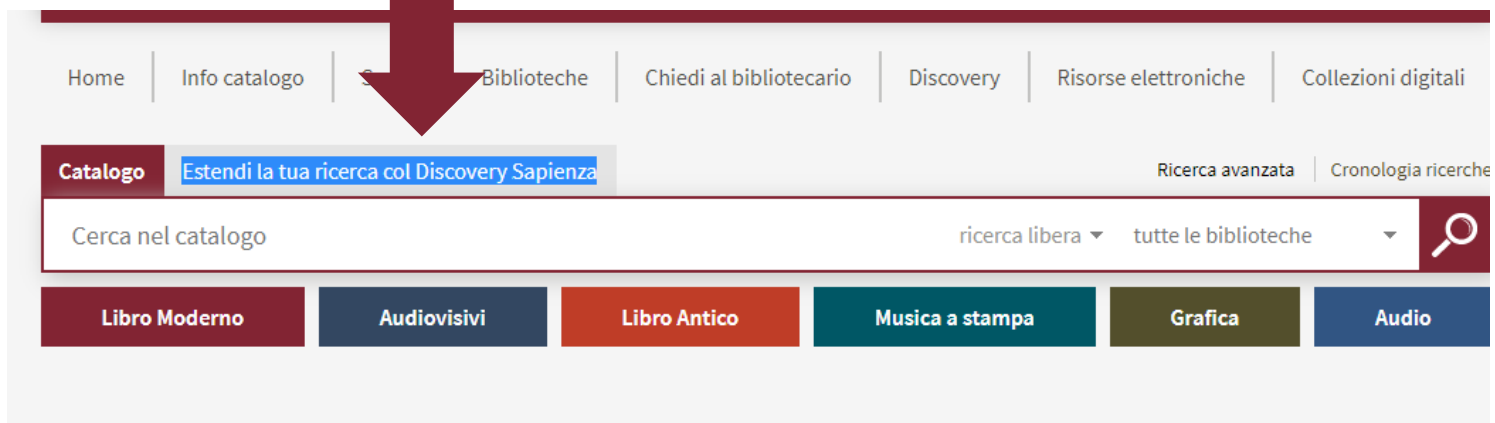 Home Info catalogo Biblioteche Chiedi al bibliotecario Discovery Risorse elettroniche Collezioni digitali
Catalogo Estendi la tua ricerca col Discovery Sapienza Ricerca avanzata Cronologia ricerche
Cerca nel catalogo ricerca libera tutte le biblioteche
Libro Moderno Audiovisivi Libro Antico Musica a stampa Grafica Audio